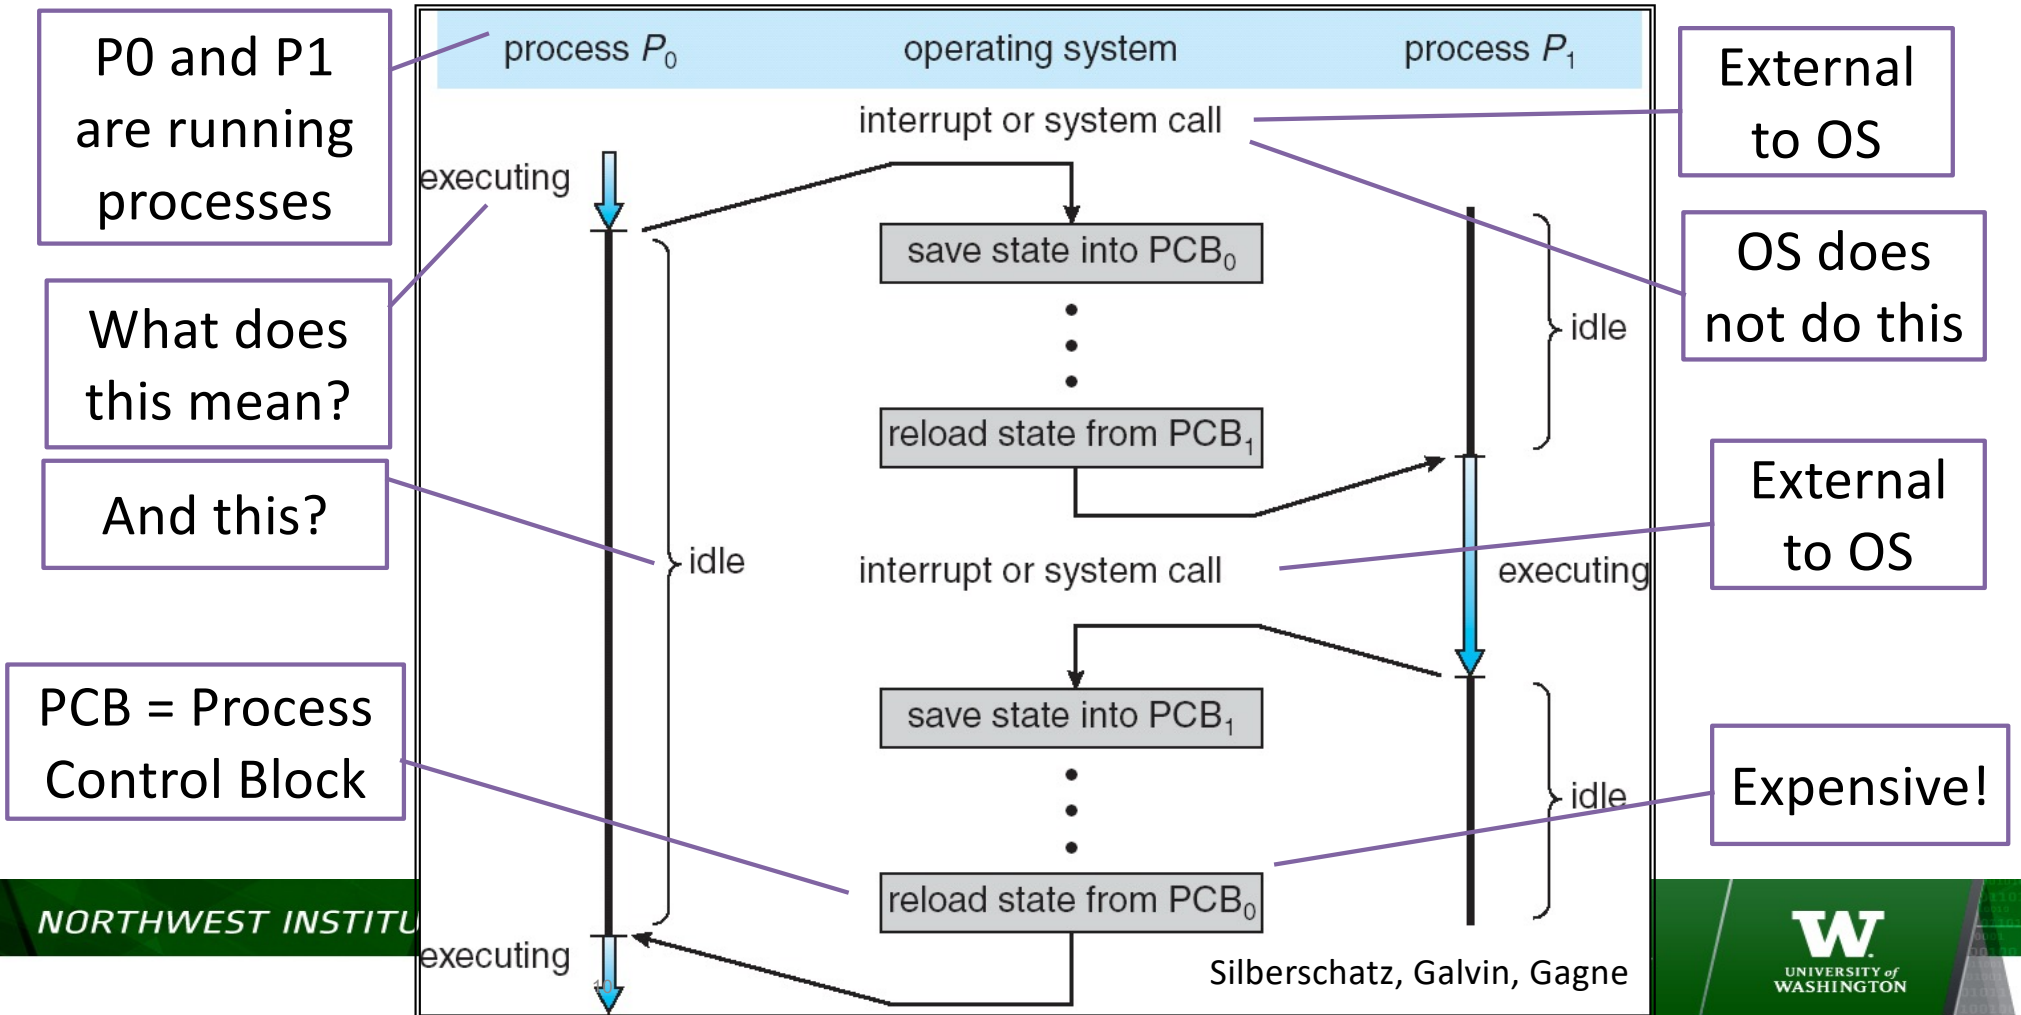 P0 and P1
are running
processes
What does
this mean?
And this?
PCB = Process
Control Block
process P0
operating system
process P1
interrupt or system call
executing
save state into PCB0
idle
reload state from PCB1
idle
interrupt or system call
executing
save state into PCB1
idle
reload state from PCB0
executing
10
Silberschatz, Galvin, Gagne
External
to OS
OS does
not do this
External
to OS
Expensive!
NORTHWEST INSTITU
W
UNIVERSITY of
WASHINGTON